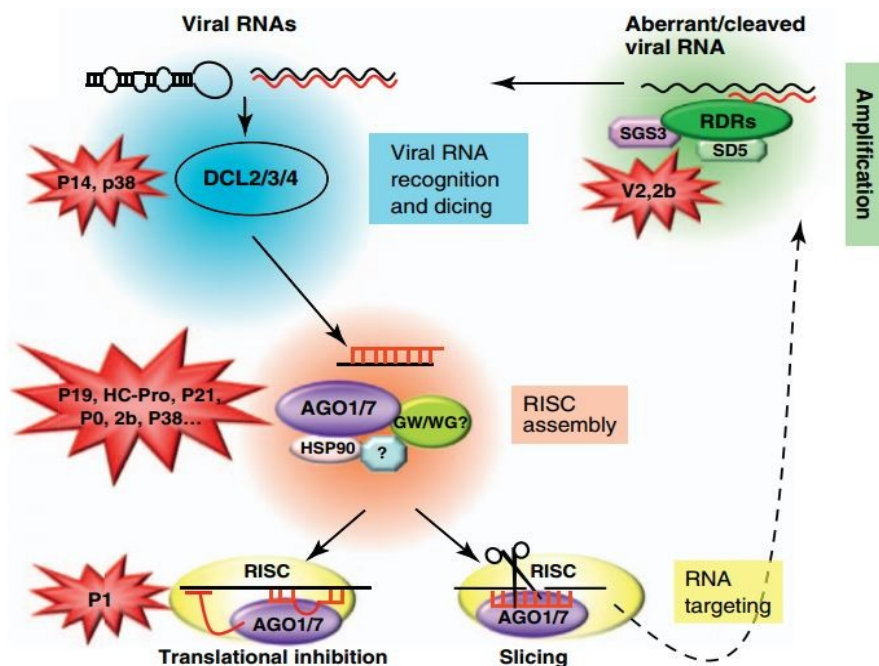 Viral RNAs
Aberrant/cleaved
viral RNA
Amplification
SGS3
RDRs
SD5
V2,2b
P14, p38
DCL2/3/4
Viral RNA
recognition
and dicing
P19, HC-Pro, P21,
P0, 2b, P38...
AGO1/7
GW/WG?
HSP90
?
RISC
assembly
P1
RISC
AGO1/7
Translational inhibition
RISC
AGO1/7
Slicing
RNA
targeting